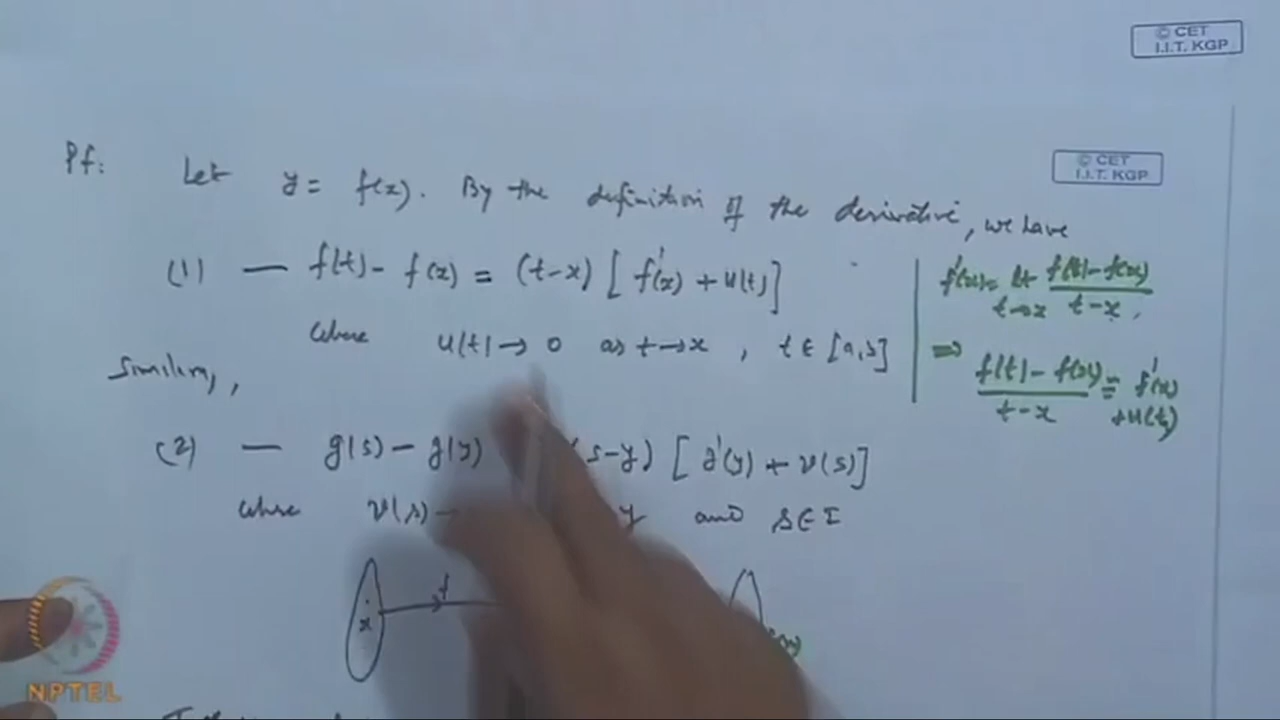 © CET
I.I.T. KGP
© CET
I.I.T. KGP
Pf: Let y = f(x). By the definition of the derivative, we have
(1) — f(t) - f(x) = (t-x) [ f'(x) + u(t) ]
where u(t) → 0 as t → x , t ∈ [a,b]
f'(x) = lt t→x f(t) - f(x) / t - x .
⇒ f(t) - f(x) / t - x = f'(x) + u(t)
Similarly,
(2) — g(s) - g(y) (s-y) [ g'(y) + v(s) ]
where v(s) y and s ∈ I
x f
NPTEL